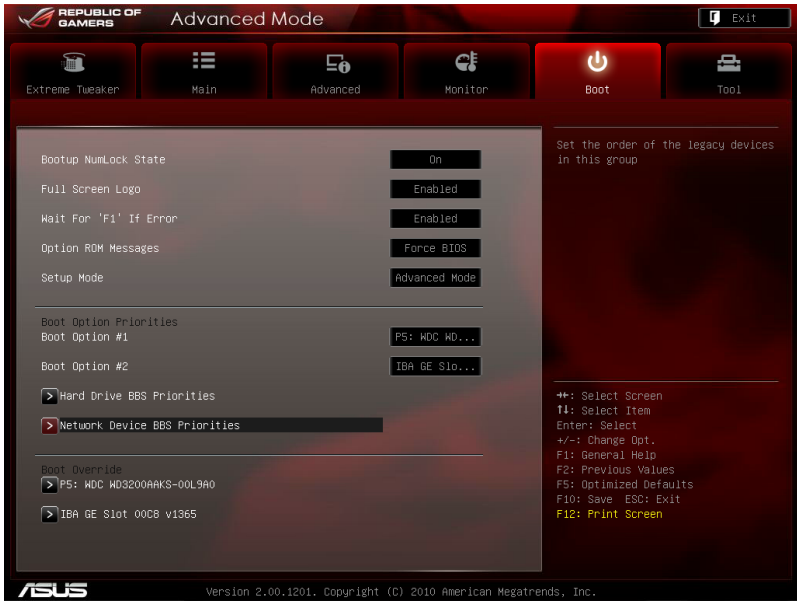 REPUBLIC OF
GAMERS
Advanced Mode
Exit
Extreme Tweaker
Main
Advanced
Monitor
Boot
Tool
Bootup NumLock State On
Full Screen Logo Enabled
Wait For 'F1' If Error Enabled
Option ROM Messages Force BIOS
Setup Mode Advanced Mode
Boot Option Priorities
Boot Option #1 P5: WDC WD...
Boot Option #2 IBA GE Slo...
> Hard Drive BBS Priorities
> Network Device BBS Priorities
Boot Override
> P5: WDC WD3200AAKS-00L9A0
> IBA GE Slot 00C8 v1365
Set the order of the legacy devices
in this group
→←: Select Screen
↑↓: Select Item
Enter: Select
+/-: Change Opt.
F1: General Help
F2: Previous Values
F5: Optimized Defaults
F10: Save ESC: Exit
F12: Print Screen
ASUS
Version 2.00.1201. Copyright (C) 2010 American Megatrends, Inc.